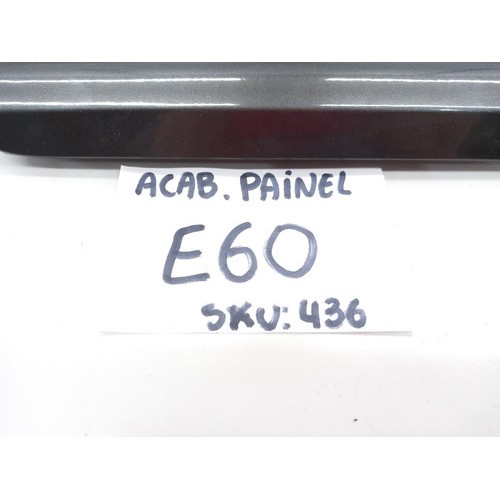 ACAB. PAINEL
E60
SKU: 436